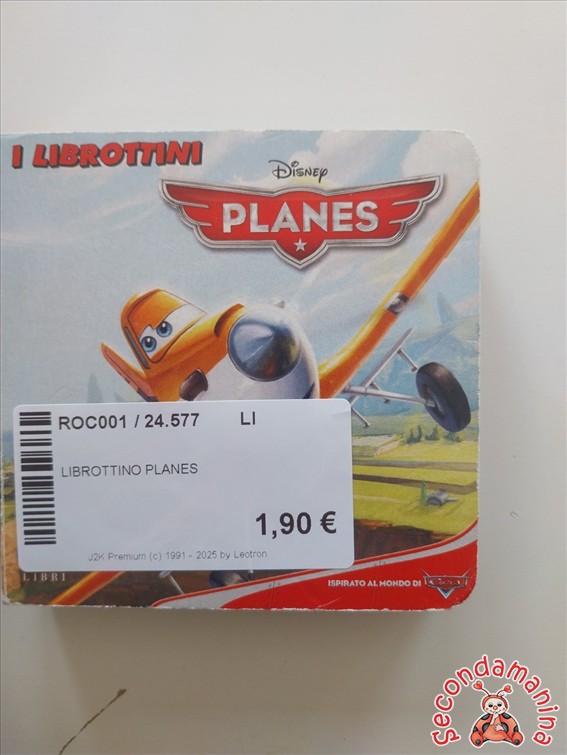 I LIBROTTINI
Disney
PLANES
ROC001 / 24.577 LI
LIBROTTINO PLANES
1,90 €
J2K Premium (c) 1991 - 2025 by Leotron
LIBRI
ISPIRATO AL MONDO DI
Cars
secondamanina